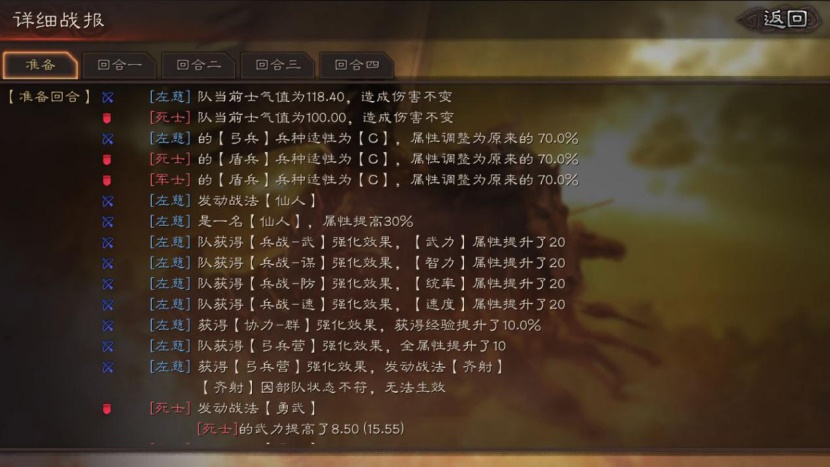 详细战报
返回
准备
回合一
回合二
回合三
回合四
【准备回合】 [左慈] 队当前士气值为118.40，造成伤害不变
[死士] 队当前士气值为100.00，造成伤害不变
[左慈] 的【弓兵】兵种适性为【C】，属性调整为原来的 70.0%
[死士] 的【盾兵】兵种适性为【C】，属性调整为原来的 70.0%
[军士] 的【盾兵】兵种适性为【C】，属性调整为原来的 70.0%
[左慈] 发动战法【仙人】
[左慈] 是一名【仙人】，属性提高30%
[左慈] 队获得【兵战-武】强化效果，【武力】属性提升了20
[左慈] 队获得【兵战-谋】强化效果，【智力】属性提升了20
[左慈] 队获得【兵战-防】强化效果，【统率】属性提升了20
[左慈] 队获得【兵战-速】强化效果，【速度】属性提升了20
[左慈] 获得【协力-群】强化效果，获得经验提升了10.0%
[左慈] 队获得【弓兵营】强化效果，全属性提升了10
[左慈] 获得【弓兵营】强化效果，发动战法【齐射】
【齐射】因部队状态不符，无法生效
[死士] 发动战法【勇武】
[死士]的武力提高了8.50 (15.55)